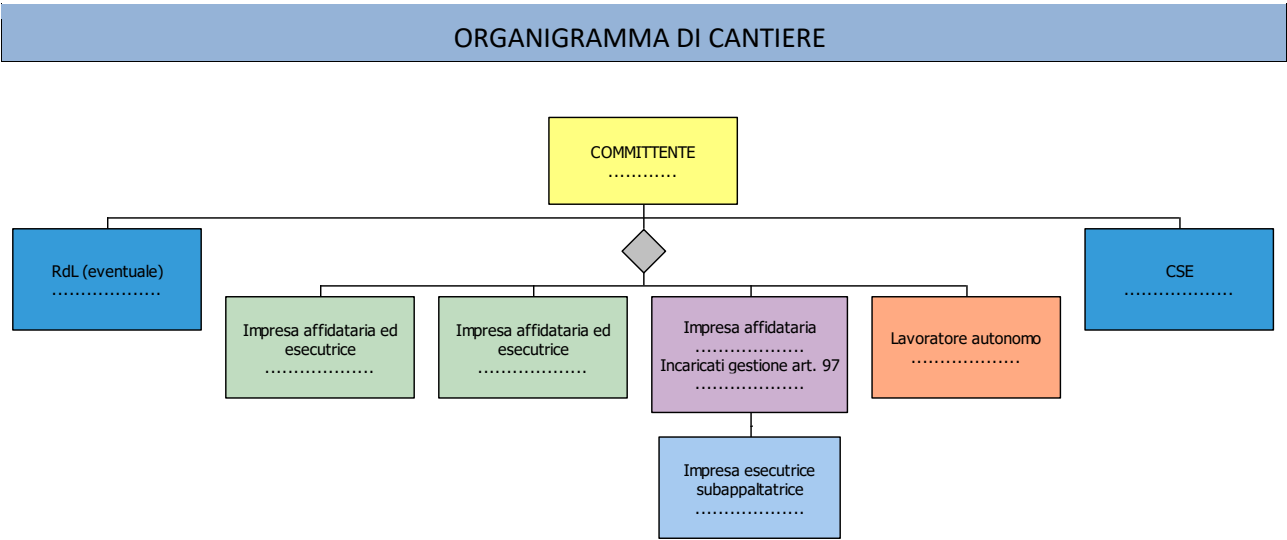 ORGANIGRAMMA DI CANTIERE
COMMITTENTE
............
RdL (eventuale)
...................
CSE
...................
Impresa affidataria ed
esecutrice
...................
Impresa affidataria ed
esecutrice
...................
Impresa affidataria
...................
Incaricati gestione art. 97
...................
Lavoratore autonomo
...................
Impresa esecutrice
subappaltatrice
...................